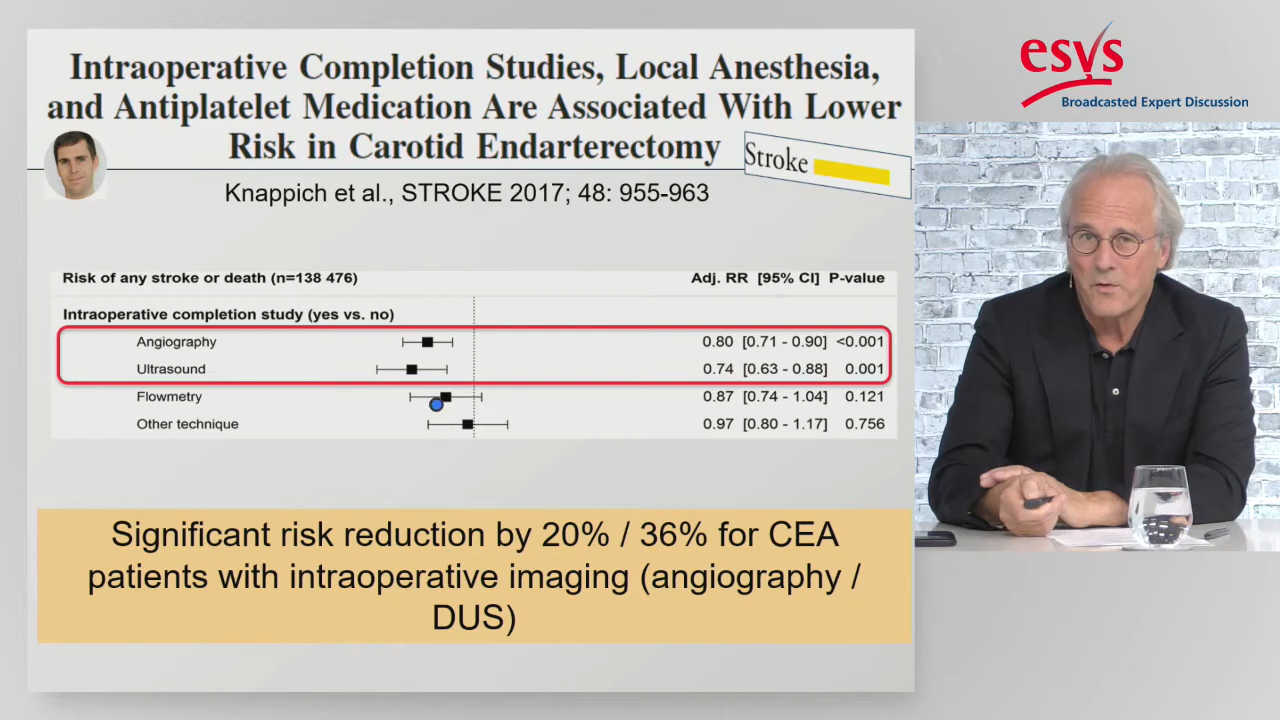 Intraoperative Completion Studies, Local Anesthesia,
and Antiplatelet Medication Are Associated With Lower
Risk in Carotid Endarterectomy
Stroke
Knappich et al., STROKE 2017; 48: 955-963
Risk of any stroke or death (n=138 476) Adj. RR [95% CI] P-value
Intraoperative completion study (yes vs. no)
Angiography 0.80 [0.71 - 0.90] <0.001
Ultrasound 0.74 [0.63 - 0.88] 0.001
Flowmetry 0.87 [0.74 - 1.04] 0.121
Other technique 0.97 [0.80 - 1.17] 0.756
Significant risk reduction by 20% / 36% for CEA
patients with intraoperative imaging (angiography /
DUS)
esvs
Broadcasted Expert Discussion